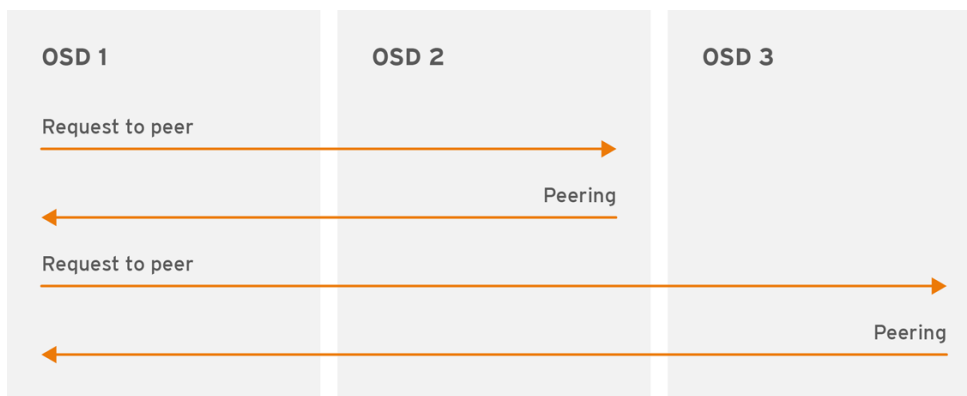 OSD 1
OSD 2
OSD 3
Request to peer
Peering
Request to peer
Peering